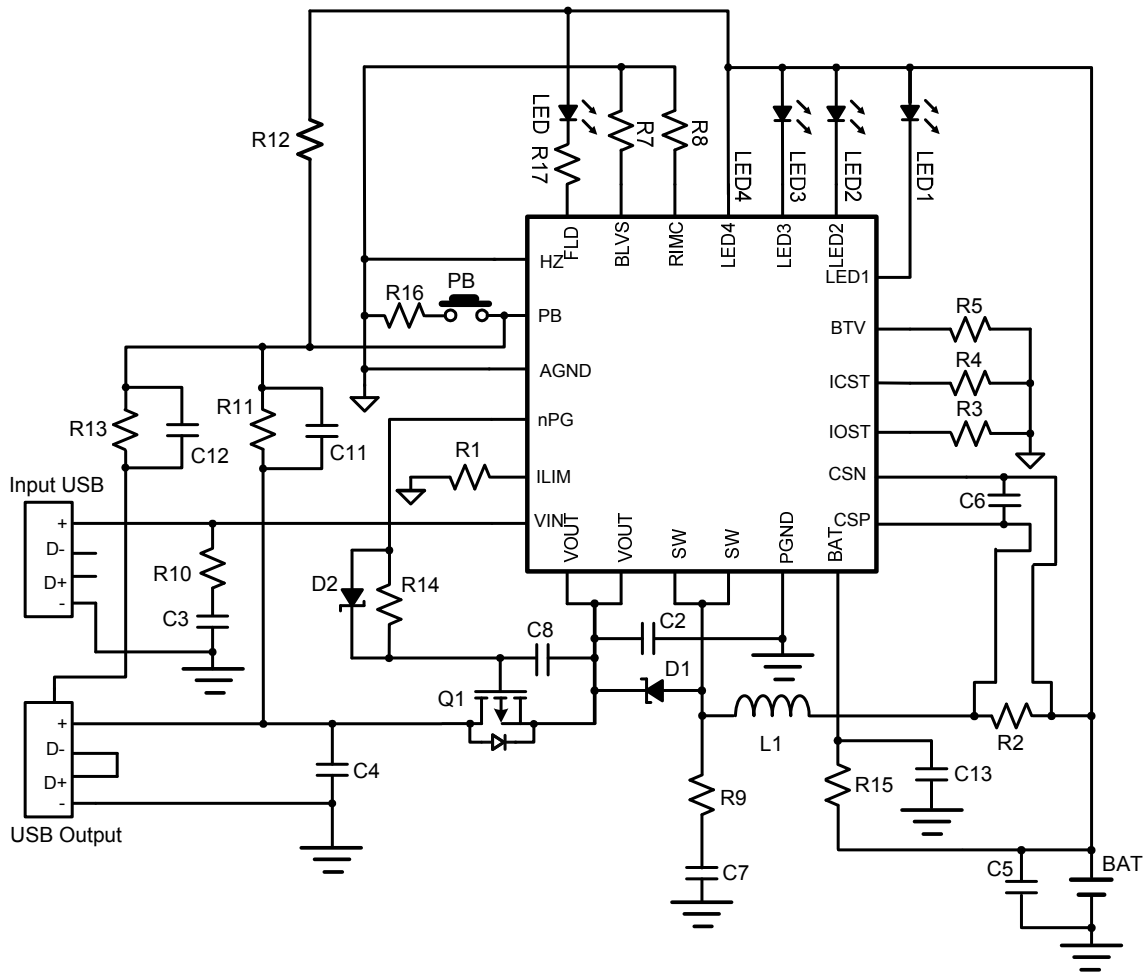 R12
LED
R17
R7
R8
LED4
LED3
LED2
LED1
FLD
BLVS
RIMC
LED4
LED3
LED2
LED1
HZ
PB
R16
PB
AGND
nPG
R1
ILIM
VIN
BTV
R5
ICST
R4
IOST
R3
CSN
C6
CSP
VOUT
VOUT
SW
SW
PGND
BAT
R13
C12
R11
C11
Input USB
+
D-
D+
-
R10
C3
D2
R14
C8
C2
D1
Q1
L1
R2
+
D-
D+
-
USB Output
C4
R9
C7
R15
C13
C5
BAT